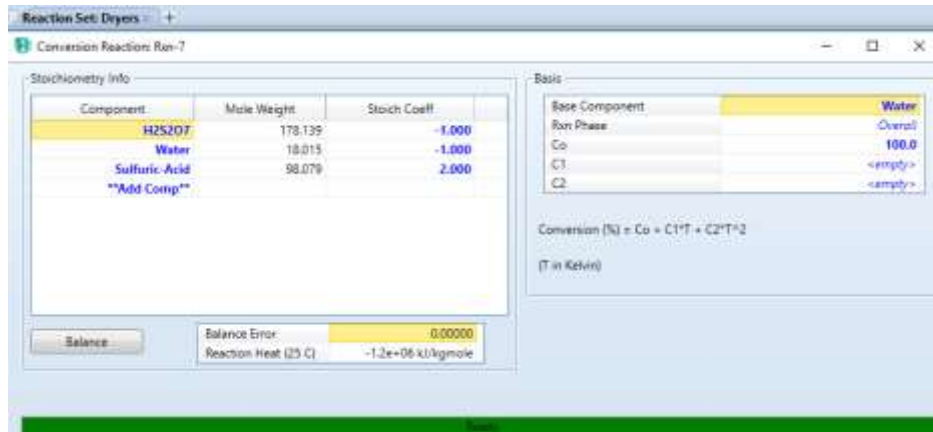 Reaction Set: Dryers +
Conversion Reaction: Rxn-7
Stoichiometry Info
Component Mole Weight Stoich Coeff
H2S2O7 178.139 -1.000
Water 18.015 -1.000
Sulfuric-Acid 98.079 2.000
**Add Comp**
Balance
Balance Error 0.00000
Reaction Heat (25 C) -1.2e+06 kJ/kgmole
Basis
Base Component Water
Rxn Phase Overall
Co 100.0
C1 <empty>
C2 <empty>
Conversion (%) = Co + C1*T + C2*T^2
(T in Kelvin)
Ready